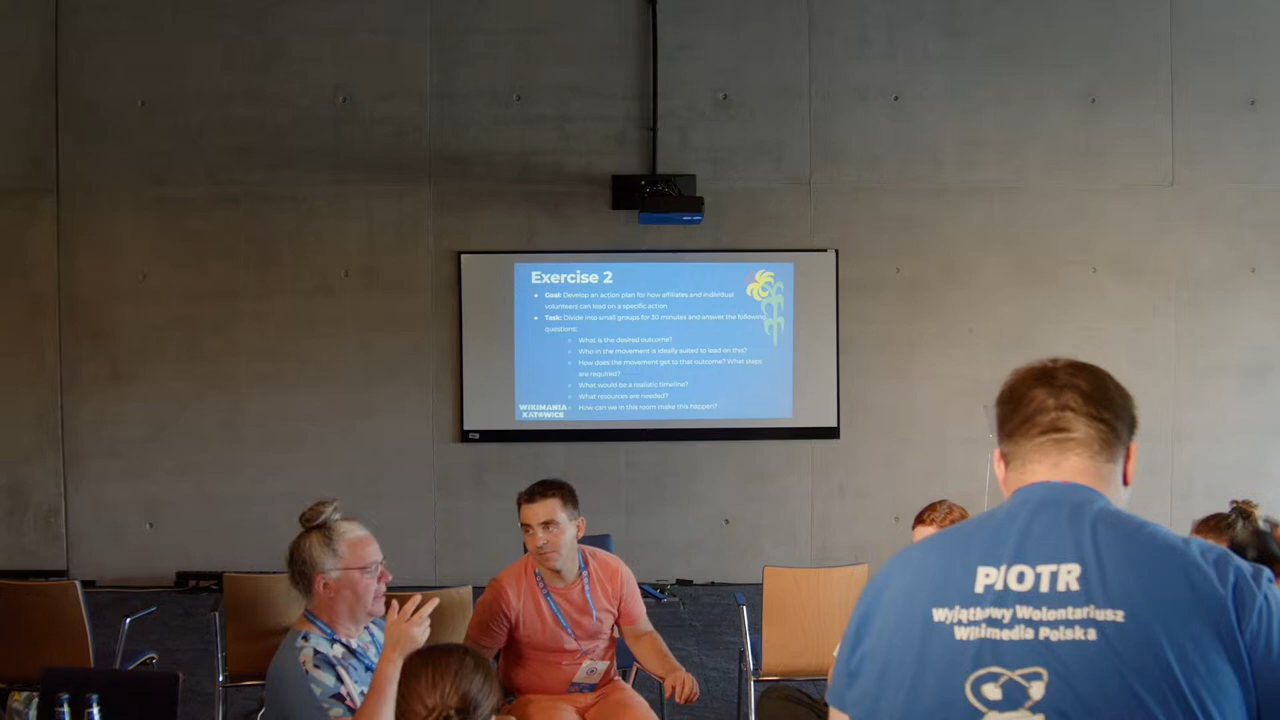 Exercise 2
● Goal: Develop an action plan for how affiliates and individual
volunteers can lead on a specific action
● Task: Divide into small groups for 30 minutes and answer the following
questions:
○ What is the desired outcome?
○ Who in the movement is ideally suited to lead on this?
○ How does the movement get to that outcome? What steps
are required?
○ What would be a realistic timeline?
○ What resources are needed?
○ How can we in this room make this happen?
WIKIMANIA
KATOWICE
PIOTR
Wyjątkowy Wolontariusz
Wikimedia Polska